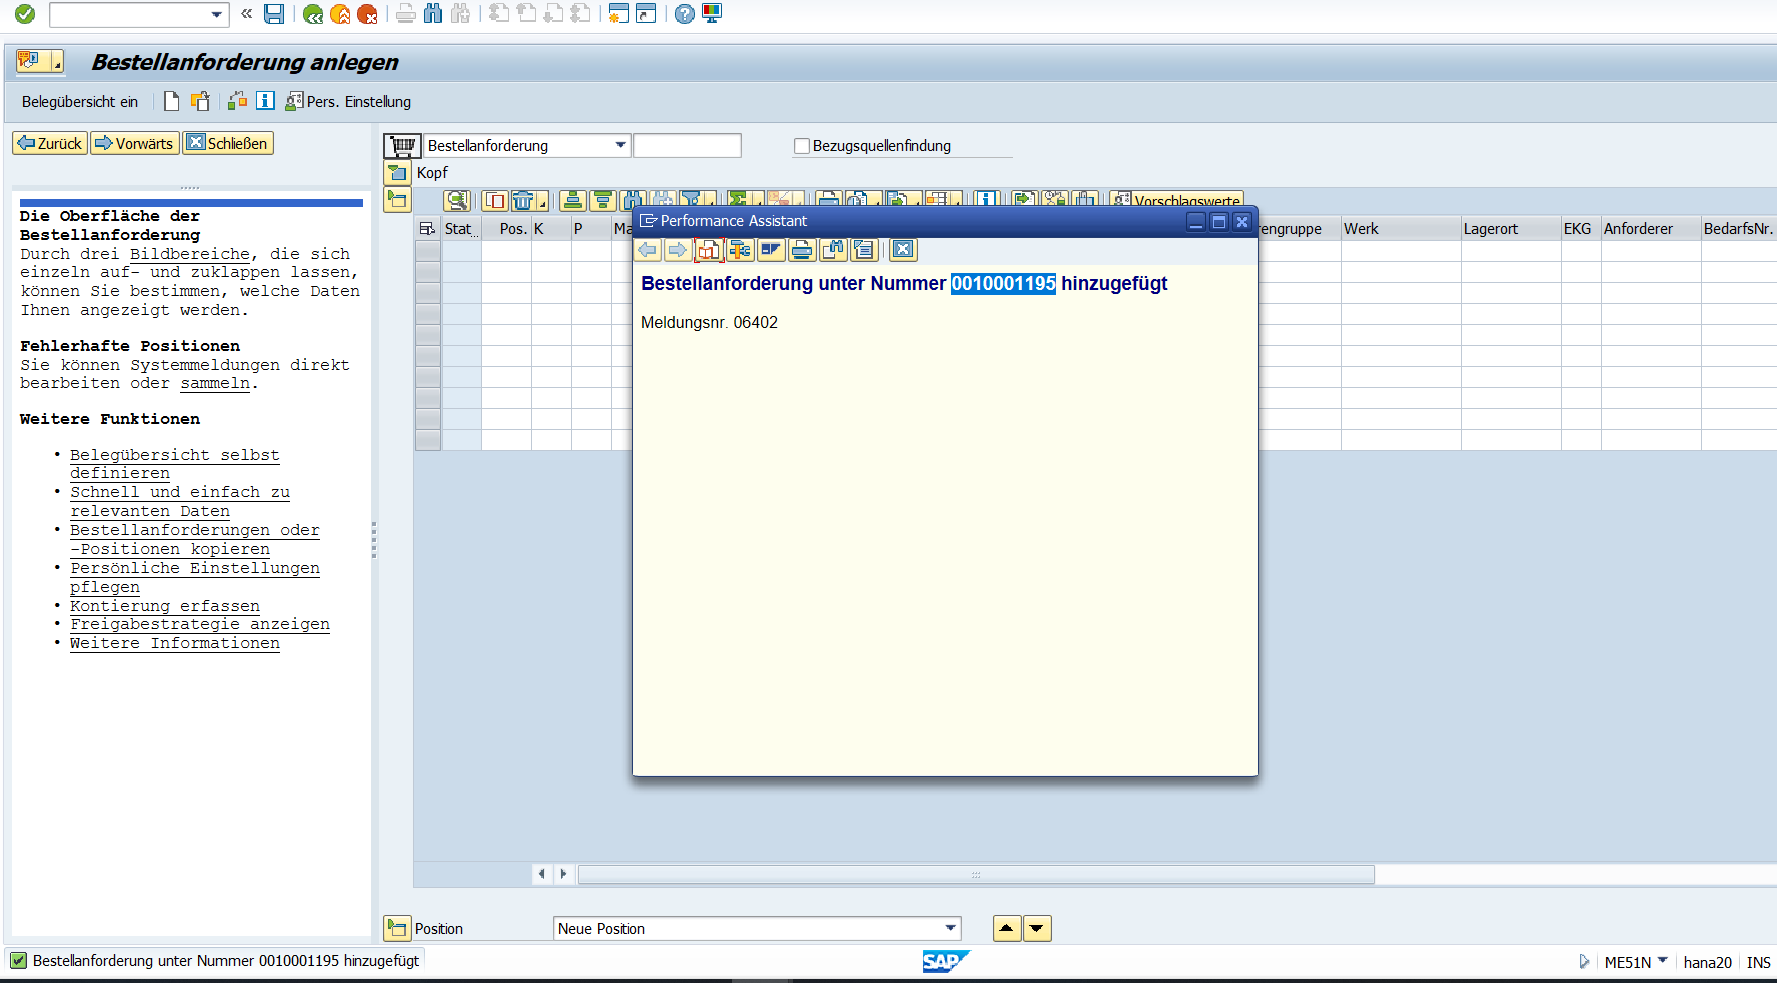 «
Bestellanforderung anlegen
Belegübersicht ein
Pers. Einstellung
Zurück
Vorwärts
Schließen
Bestellanforderung
Bezugsquellenfindung
Kopf
Vorschlagswerte
Die Oberfläche der
Bestellanforderung
Durch drei Bildbereiche, die sich
einzeln auf- und zuklappen lassen,
können Sie bestimmen, welche Daten
Ihnen angezeigt werden.
Fehlerhafte Positionen
Sie können Systemmeldungen direkt
bearbeiten oder sammeln.
Weitere Funktionen
• Belegübersicht selbst
definieren
• Schnell und einfach zu
relevanten Daten
• Bestellanforderungen oder
-Positionen kopieren
• Persönliche Einstellungen
pflegen
• Kontierung erfassen
• Freigabestrategie anzeigen
• Weitere Informationen
Stat.. Pos. K P Ma rengruppe Werk Lagerort EKG Anforderer BedarfsNr.
Performance Assistant
Bestellanforderung unter Nummer 0010001195 hinzugefügt
Meldungsnr. 06402
Position
Neue Position
Bestellanforderung unter Nummer 0010001195 hinzugefügt
SAP
ME51N
hana20
INS